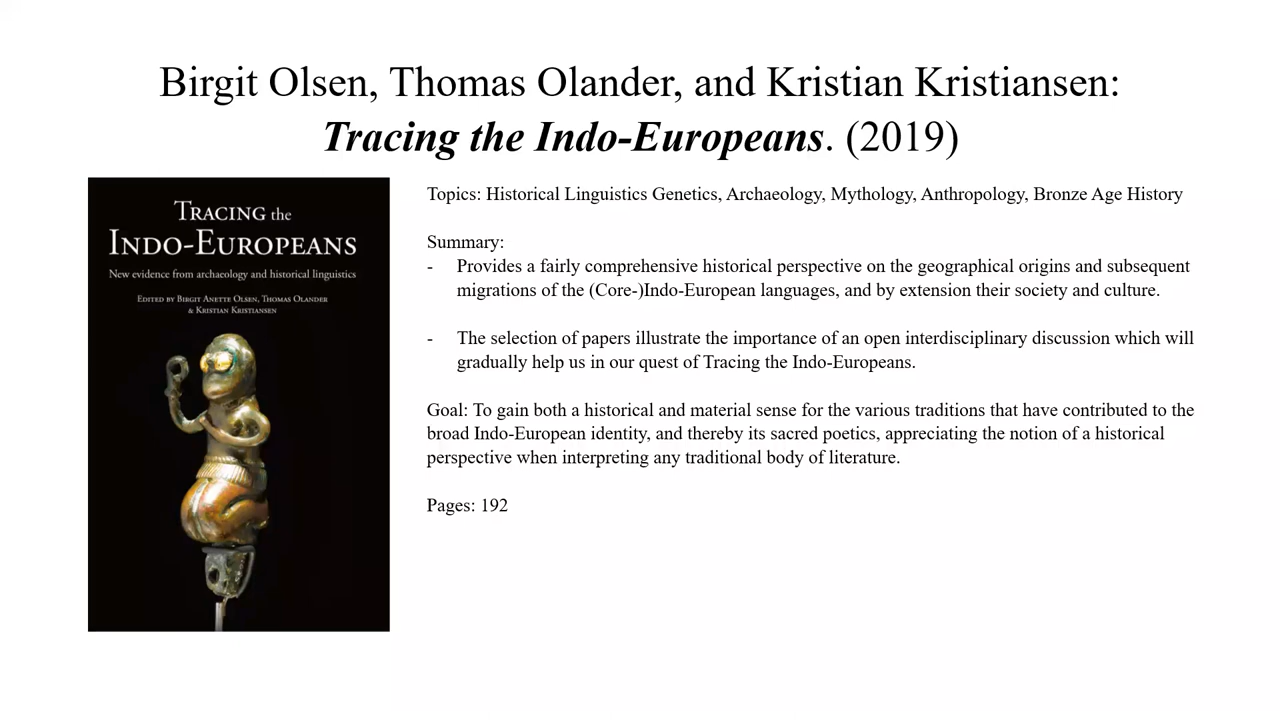 Birgit Olsen, Thomas Olander, and Kristian Kristiansen:
Tracing the Indo-Europeans. (2019)
TRACING the
INDO-EUROPEANS
New evidence from archaeology and historical linguistics
EDITED BY BIRGIT ANETTE OLSEN, THOMAS OLANDER
& KRISTIAN KRISTIANSEN
Topics: Historical Linguistics Genetics, Archaeology, Mythology, Anthropology, Bronze Age History
Summary:
- Provides a fairly comprehensive historical perspective on the geographical origins and subsequent
migrations of the (Core-)Indo-European languages, and by extension their society and culture.
- The selection of papers illustrate the importance of an open interdisciplinary discussion which will
gradually help us in our quest of Tracing the Indo-Europeans.
Goal: To gain both a historical and material sense for the various traditions that have contributed to the
broad Indo-European identity, and thereby its sacred poetics, appreciating the notion of a historical
perspective when interpreting any traditional body of literature.
Pages: 192